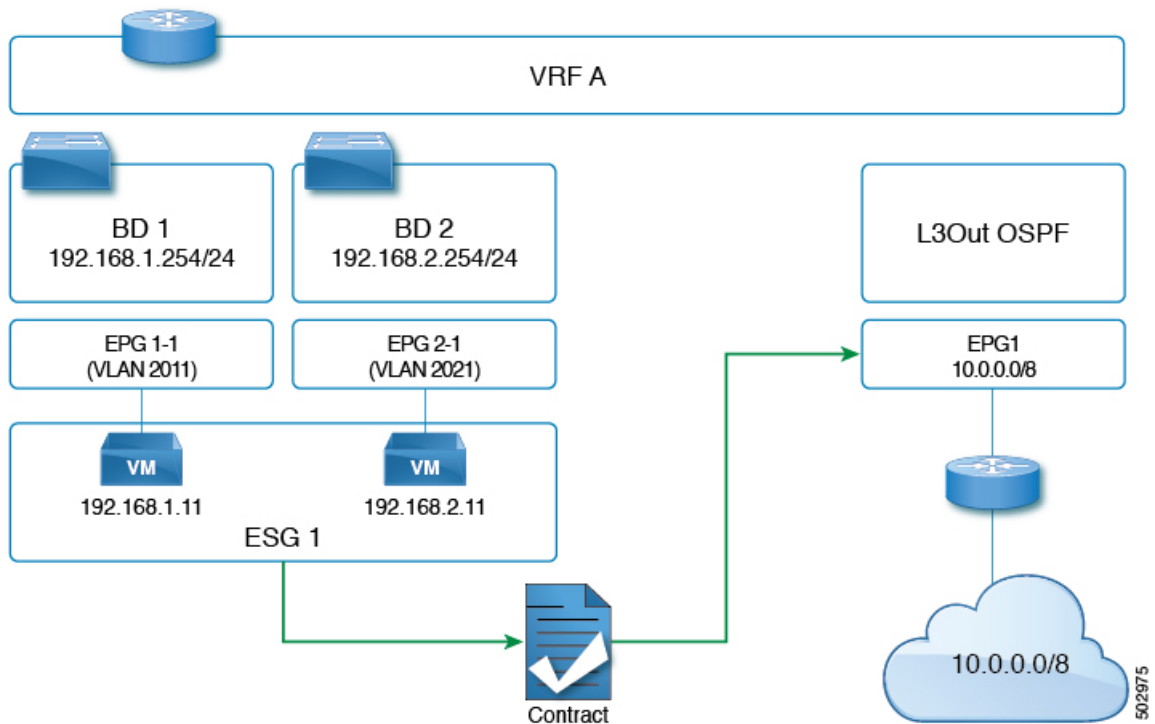 VRF A
BD 1
192.168.1.254/24
BD 2
192.168.2.254/24
L3Out OSPF
EPG 1-1
(VLAN 2011)
EPG 2-1
(VLAN 2021)
EPG1
10.0.0.0/8
VM
VM
192.168.1.11
192.168.2.11
ESG 1
Contract
10.0.0.0/8
502975